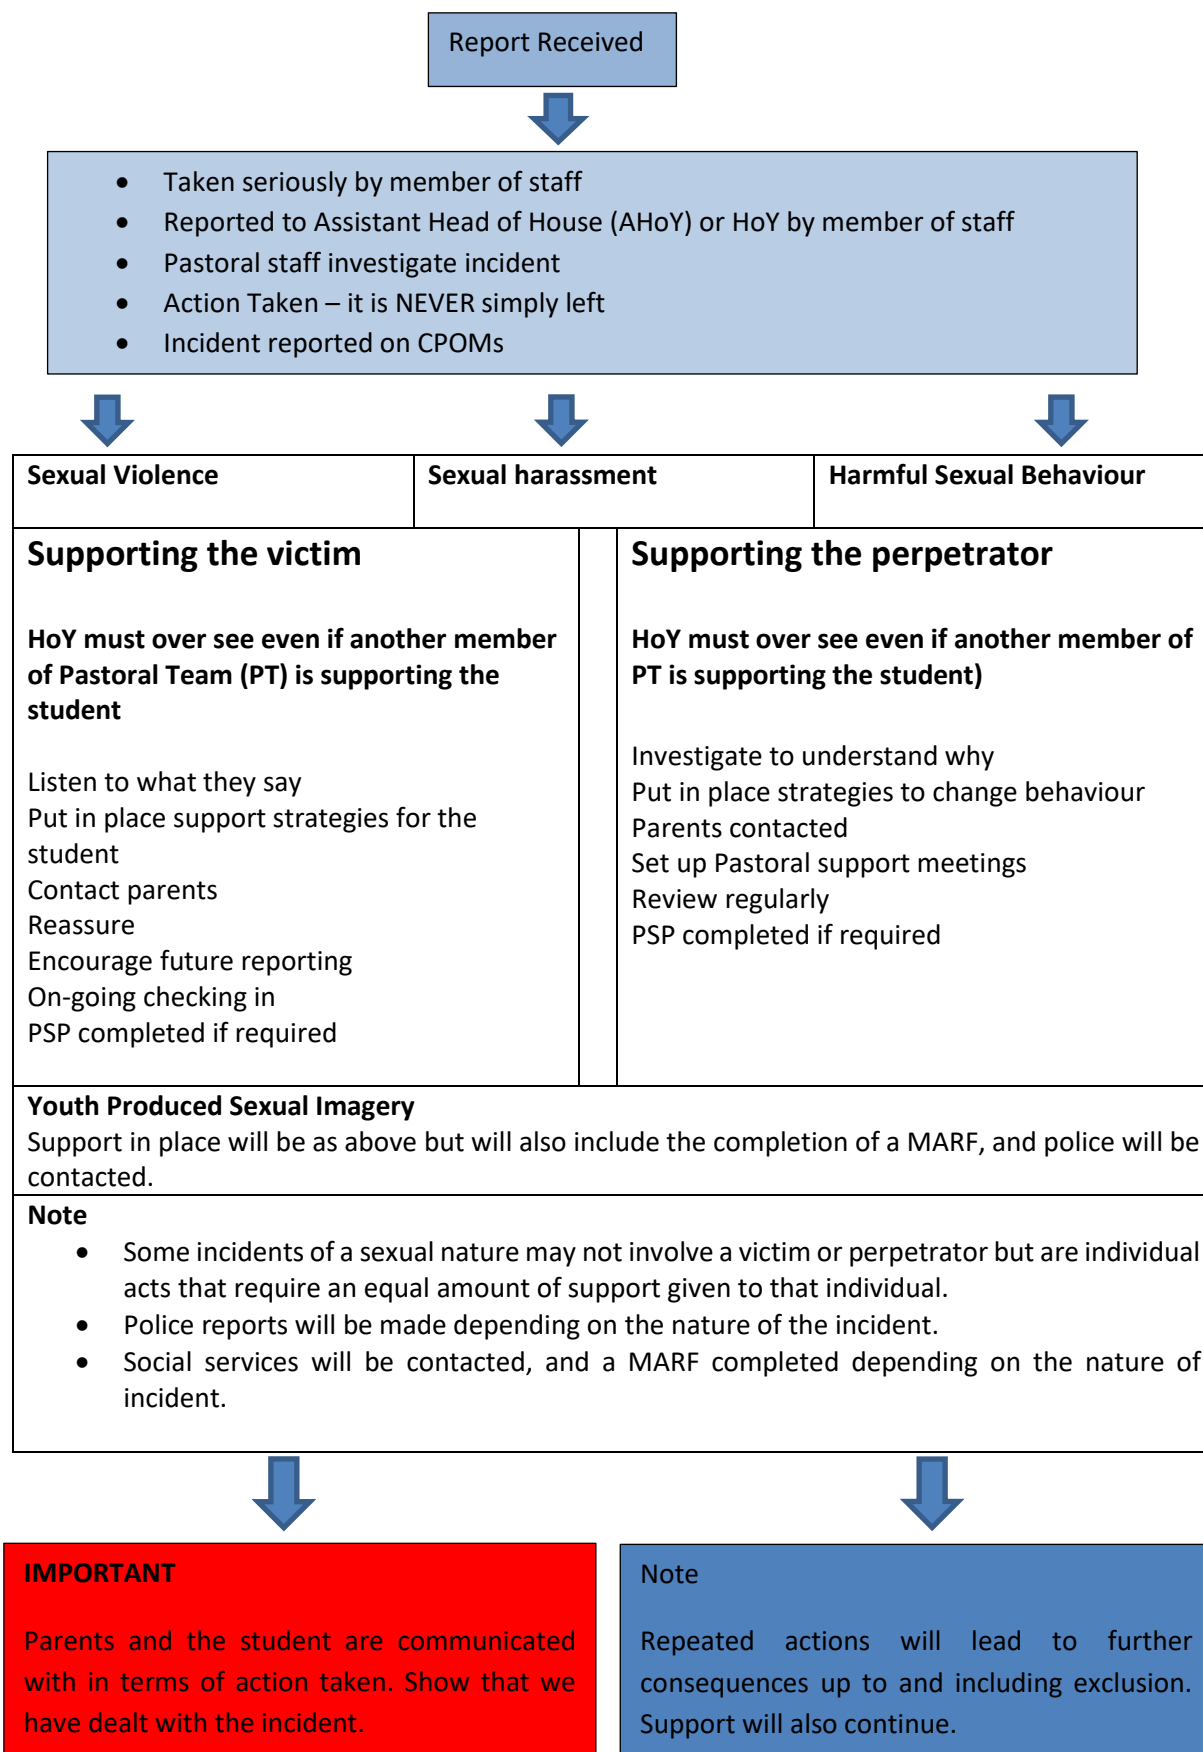 Report Received
• Taken seriously by member of staff
• Reported to Assistant Head of House (AHoY) or HoY by member of staff
• Pastoral staff investigate incident
• Action Taken – it is NEVER simply left
• Incident reported on CPOMs
Sexual Violence
Sexual harassment
Harmful Sexual Behaviour
Supporting the victim
HoY must over see even if another member
of Pastoral Team (PT) is supporting the
student
Listen to what they say
Put in place support strategies for the
student
Contact parents
Reassure
Encourage future reporting
On-going checking in
PSP completed if required
Supporting the perpetrator
HoY must over see even if another member of
PT is supporting the student)
Investigate to understand why
Put in place strategies to change behaviour
Parents contacted
Set up Pastoral support meetings
Review regularly
PSP completed if required
Youth Produced Sexual Imagery
Support in place will be as above but will also include the completion of a MARF, and police will be
contacted.
Note
• Some incidents of a sexual nature may not involve a victim or perpetrator but are individual
acts that require an equal amount of support given to that individual.
• Police reports will be made depending on the nature of the incident.
• Social services will be contacted, and a MARF completed depending on the nature of
incident.
IMPORTANT
Parents and the student are communicated
with in terms of action taken. Show that we
have dealt with the incident.
Note
Repeated actions will lead to further
consequences up to and including exclusion.
Support will also continue.